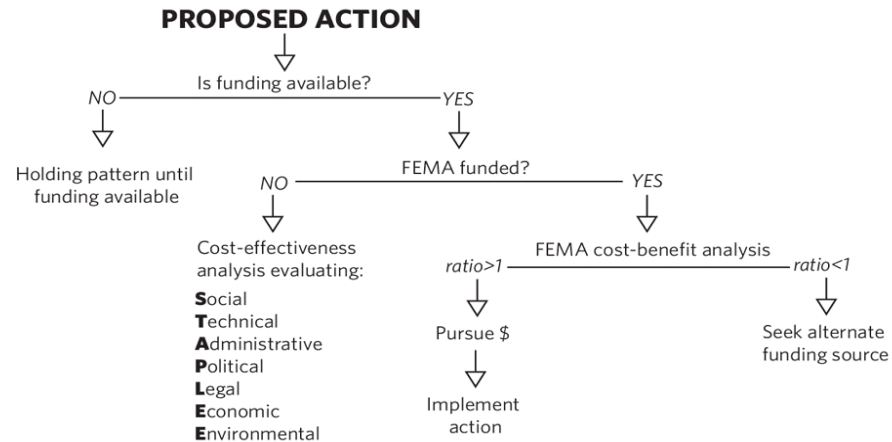 PROPOSED ACTION
Is funding available?
NO
YES
Holding pattern until
funding available
FEMA funded?
NO
YES
Cost-effectiveness
analysis evaluating:
Social
Technical
Administrative
Political
Legal
Economic
Environmental
FEMA cost-benefit analysis
ratio>1
ratio<1
Pursue $
Implement
action
Seek alternate
funding source